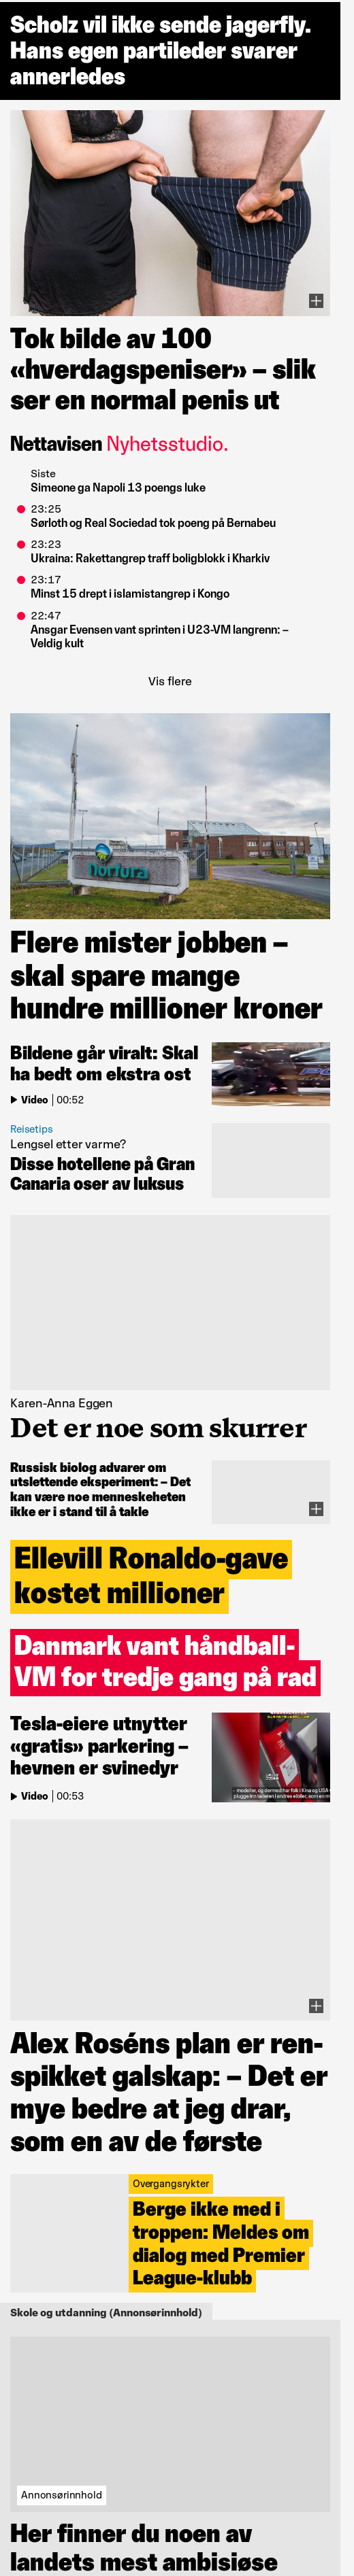 Scholz vil ikke sende jagerfly.
Hans egen partileder svarer
annerledes
Tok bilde av 100
«hverdagspeniser» – slik
ser en normal penis ut
Nettavisen Nyhetsstudio.
Siste
Simeone ga Napoli 13 poengs luke
23:25
Sørloth og Real Sociedad tok poeng på Bernabeu
23:23
Ukraina: Rakettangrep traff boligblokk i Kharkiv
23:17
Minst 15 drept i islamistangrep i Kongo
22:47
Ansgar Evensen vant sprinten i U23-VM langrenn: –
Veldig kult
Vis flere
nortura
Flere mister jobben –
skal spare mange
hundre millioner kroner
Bildene går viralt: Skal
ha bedt om ekstra ost
Video | 00:52
Reisetips
Lengsel etter varme?
Disse hotellene på Gran
Canaria oser av luksus
Karen-Anna Eggen
Det er noe som skurrer
Russisk biolog advarer om
utslettende eksperiment: – Det
kan være noe menneskeheten
ikke er i stand til å takle
Ellevill Ronaldo-gave
kostet millioner
Danmark vant håndball-
VM for tredje gang på rad
Tesla-eiere utnytter
«gratis» parkering –
hevnen er svinedyr
Video | 00:53
Alex Roséns plan er ren-
spikket galskap: – Det er
mye bedre at jeg drar,
som en av de første
Overgangsrykter
Berge ikke med i
troppen: Meldes om
dialog med Premier
League-klubb
Skole og utdanning (Annonsørinnhold)
Annonsørinnhold
Her finner du noen av
landets mest ambisiøse